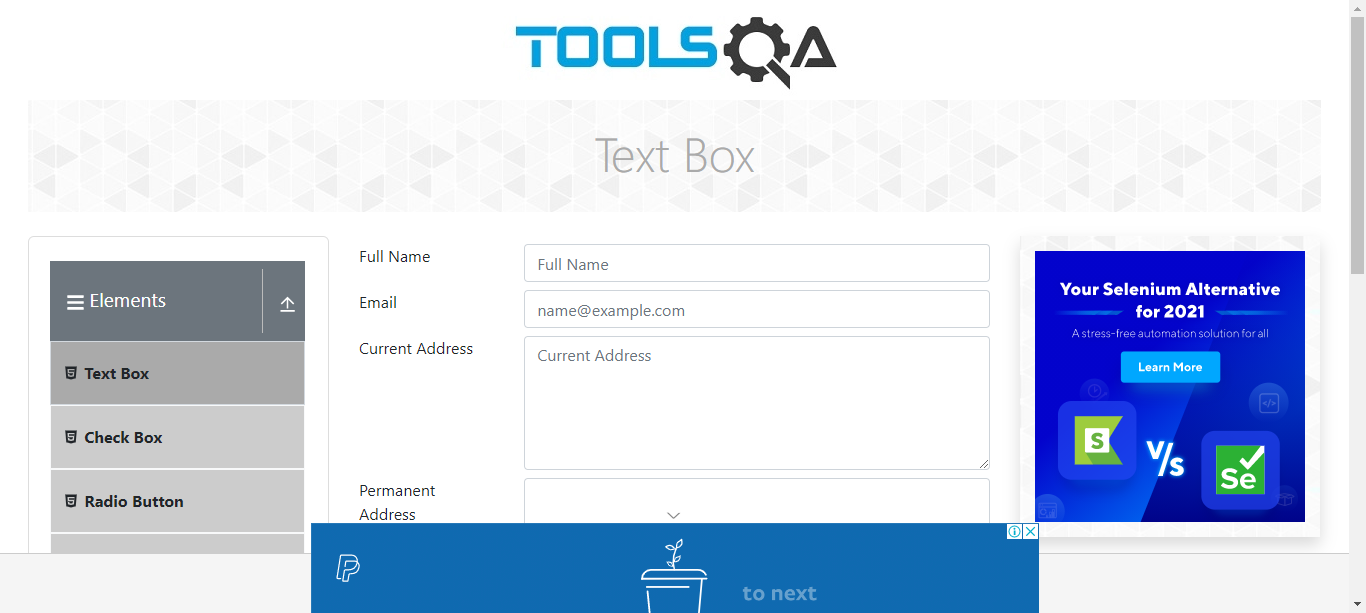 TOOLSQA
Text Box
Elements
Text Box
Check Box
Radio Button
Full Name
Full Name
Email
name@example.com
Current Address
Current Address
Permanent
Address
Your Selenium Alternative
for 2021
A stress-free automation solution for all
Learn More
S
V/s
Se
to next